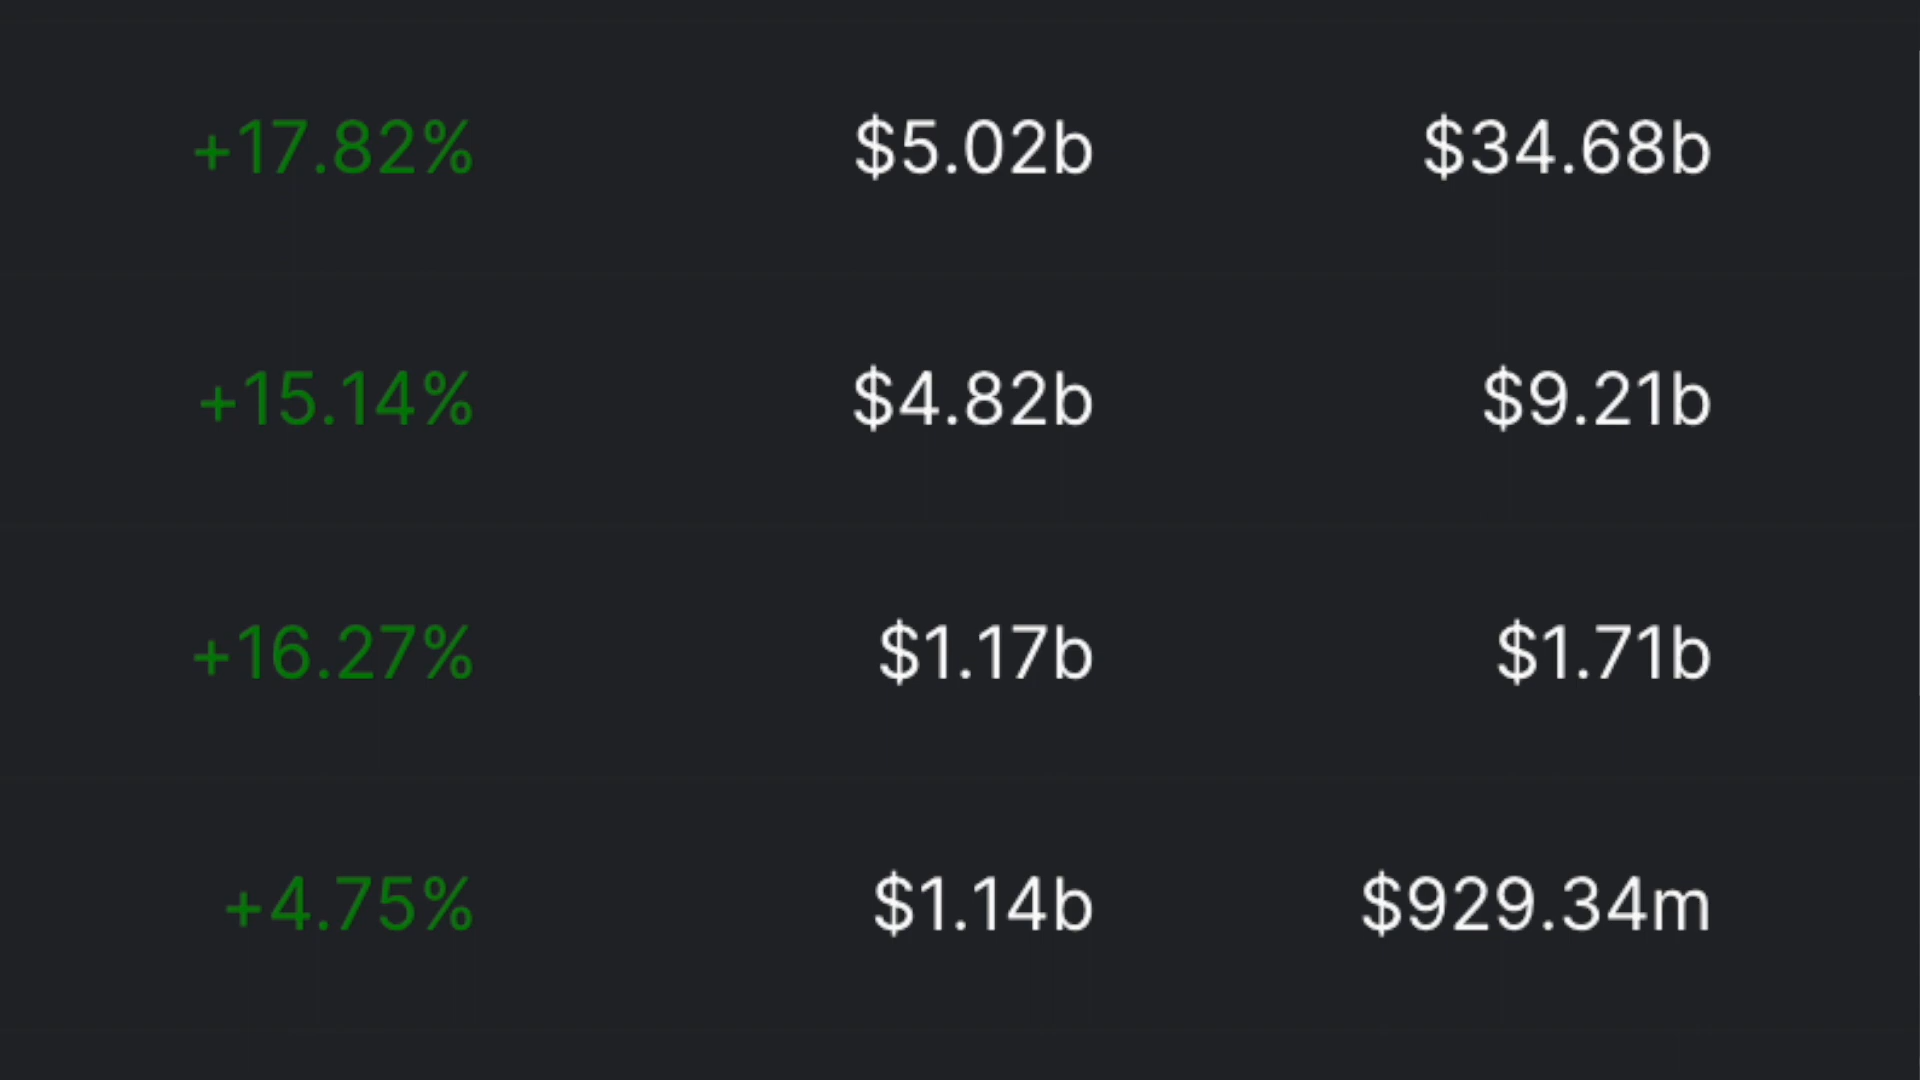 +17.82% $5.02b $34.68b
+15.14% $4.82b $9.21b
+16.27% $1.17b $1.71b
+4.75% $1.14b $929.34m